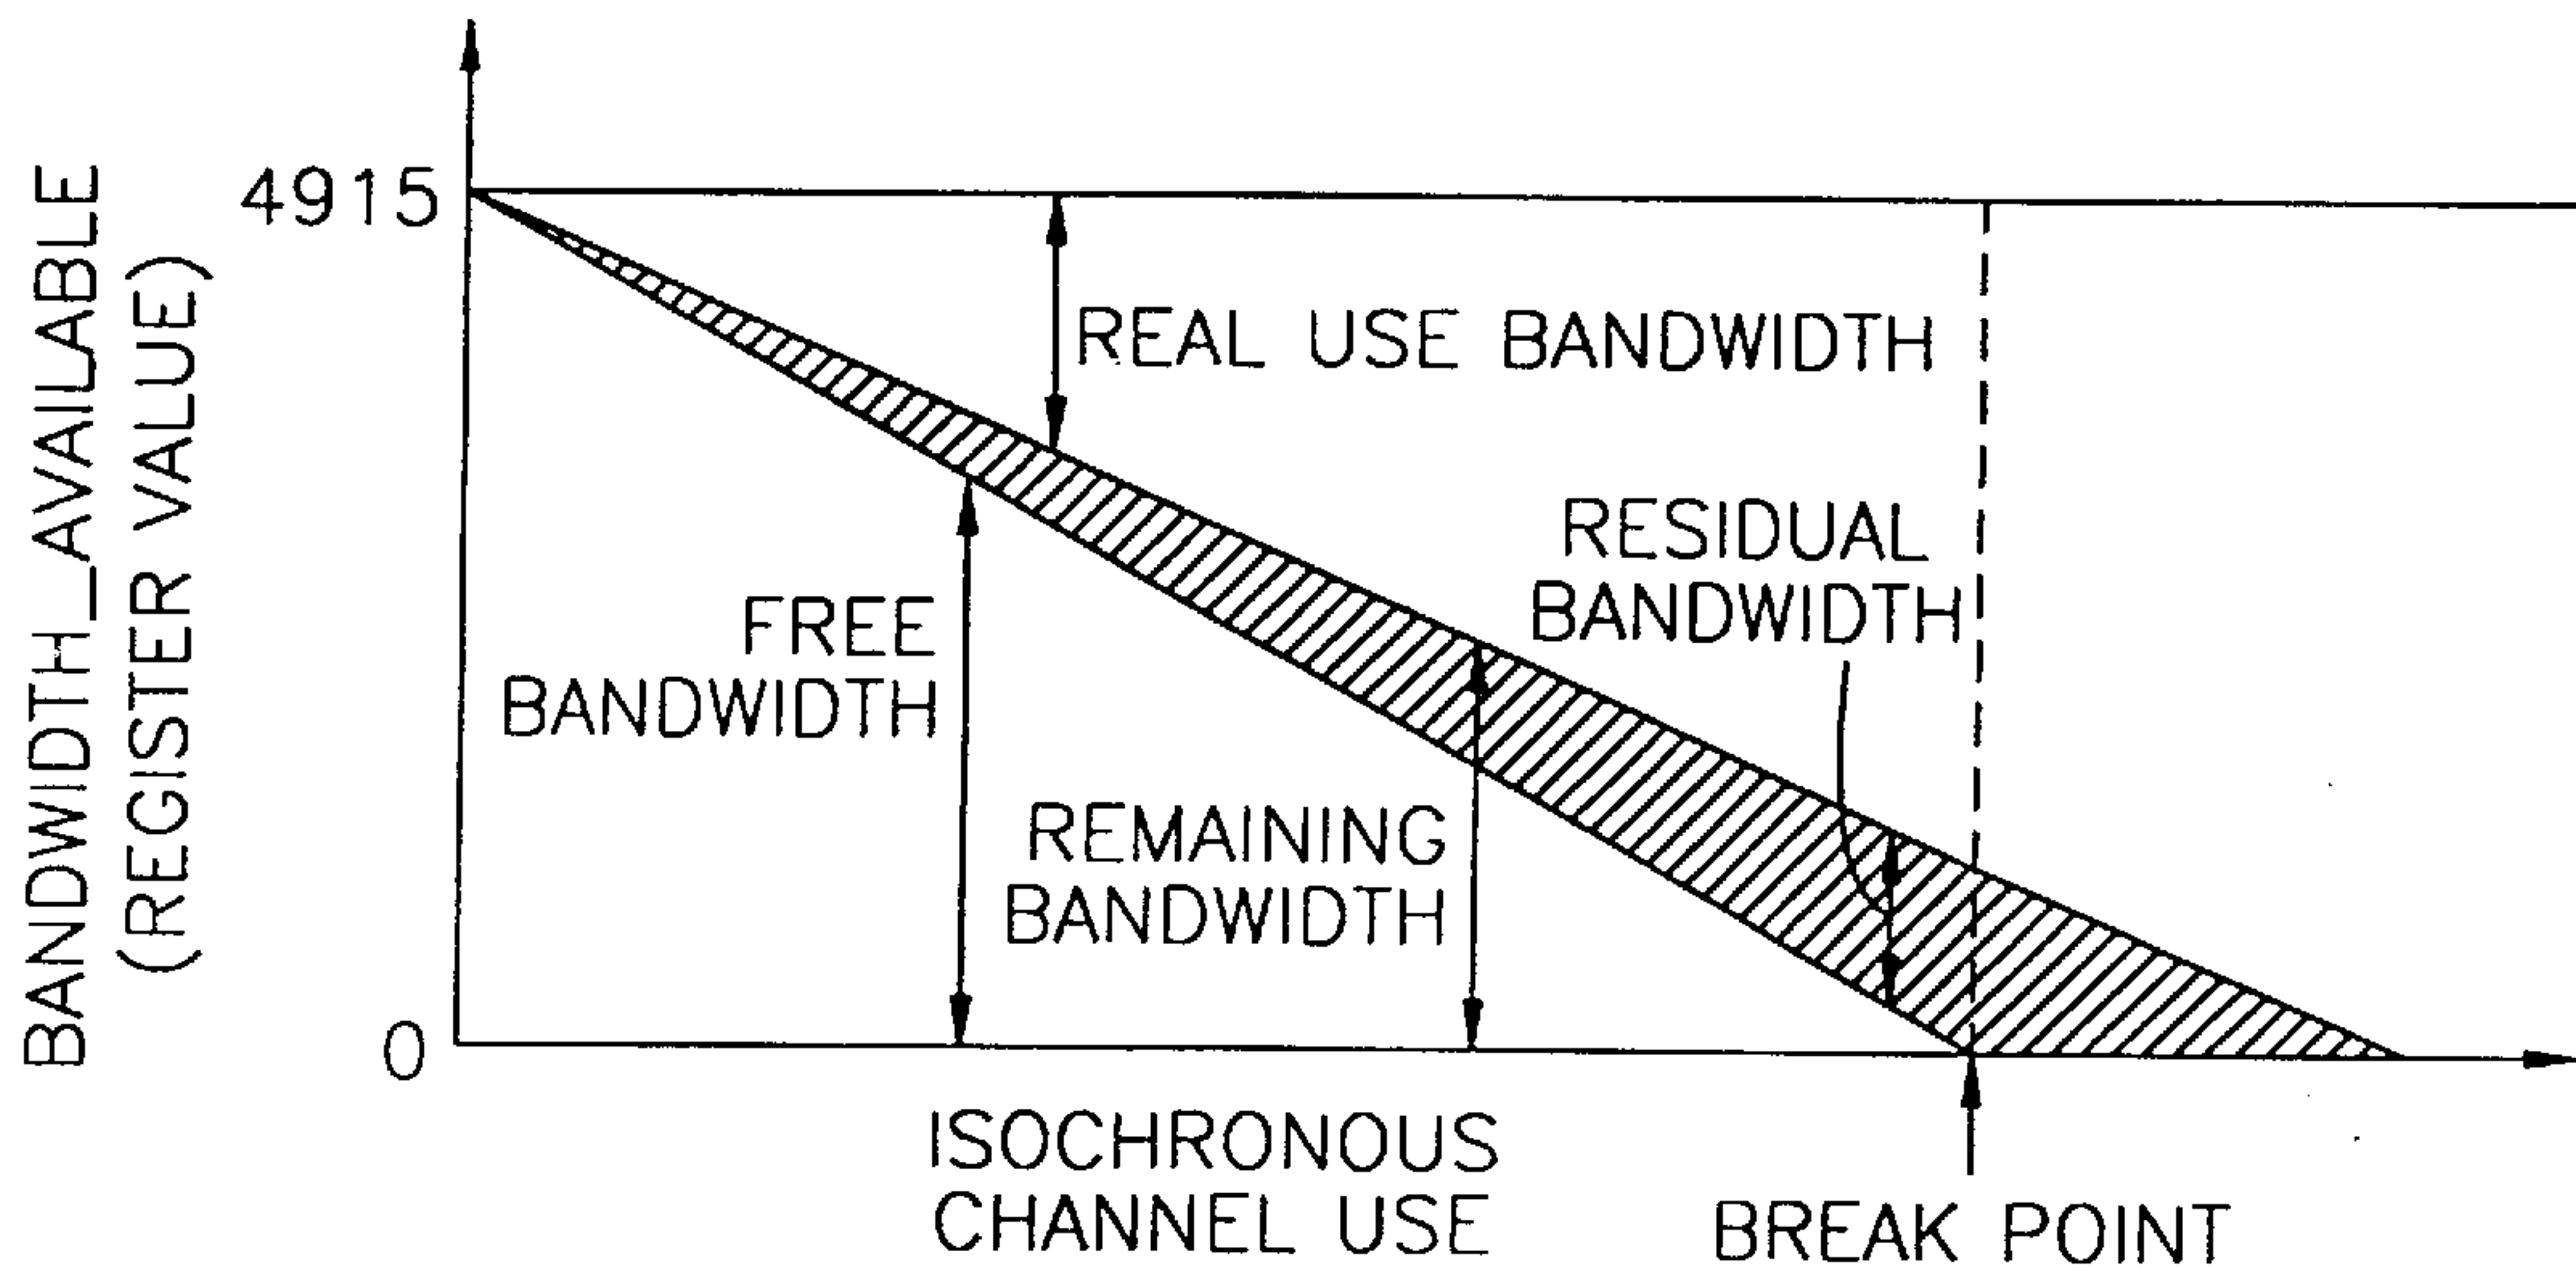 BANDWIDTH_AVAILABLE
(REGISTER VALUE)
4915
REAL USE BANDWIDTH
RESIDUAL
BANDWIDTH
FREE
BANDWIDTH
REMAINING
BANDWIDTH
0
ISOCHRONOUS
CHANNEL USE
BREAK POINT